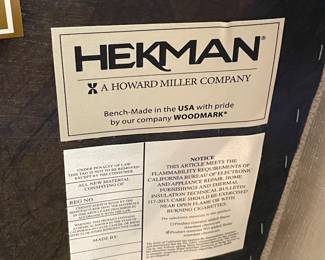 HEKMAN®
A HOWARD MILLER COMPANY
Bench-Made in the USA with pride
by our company WOODMARK*
UNDER PENALTY OF LAW
THIS TAG IS NOT TO BE REMOVED
EXCEPT BY THE CONSUMER
ALL NEW MATERIAL
CONSISTING OF
REG NO.
MADE BY:
NOTICE
THIS ARTICLE MEETS THE
FLAMMABILITY REQUIREMENTS OF
CALIFORNIA BUREAU OF ELECTRONIC
AND APPLIANCE REPAIR, HOME
FURNISHINGS AND THERMAL
INSULATION TECHNICAL BULLETIN
117-2013. CARE SHOULD BE EXERCISED
NEAR OPEN FLAME OR WITH
BURNING CIGARETTES.